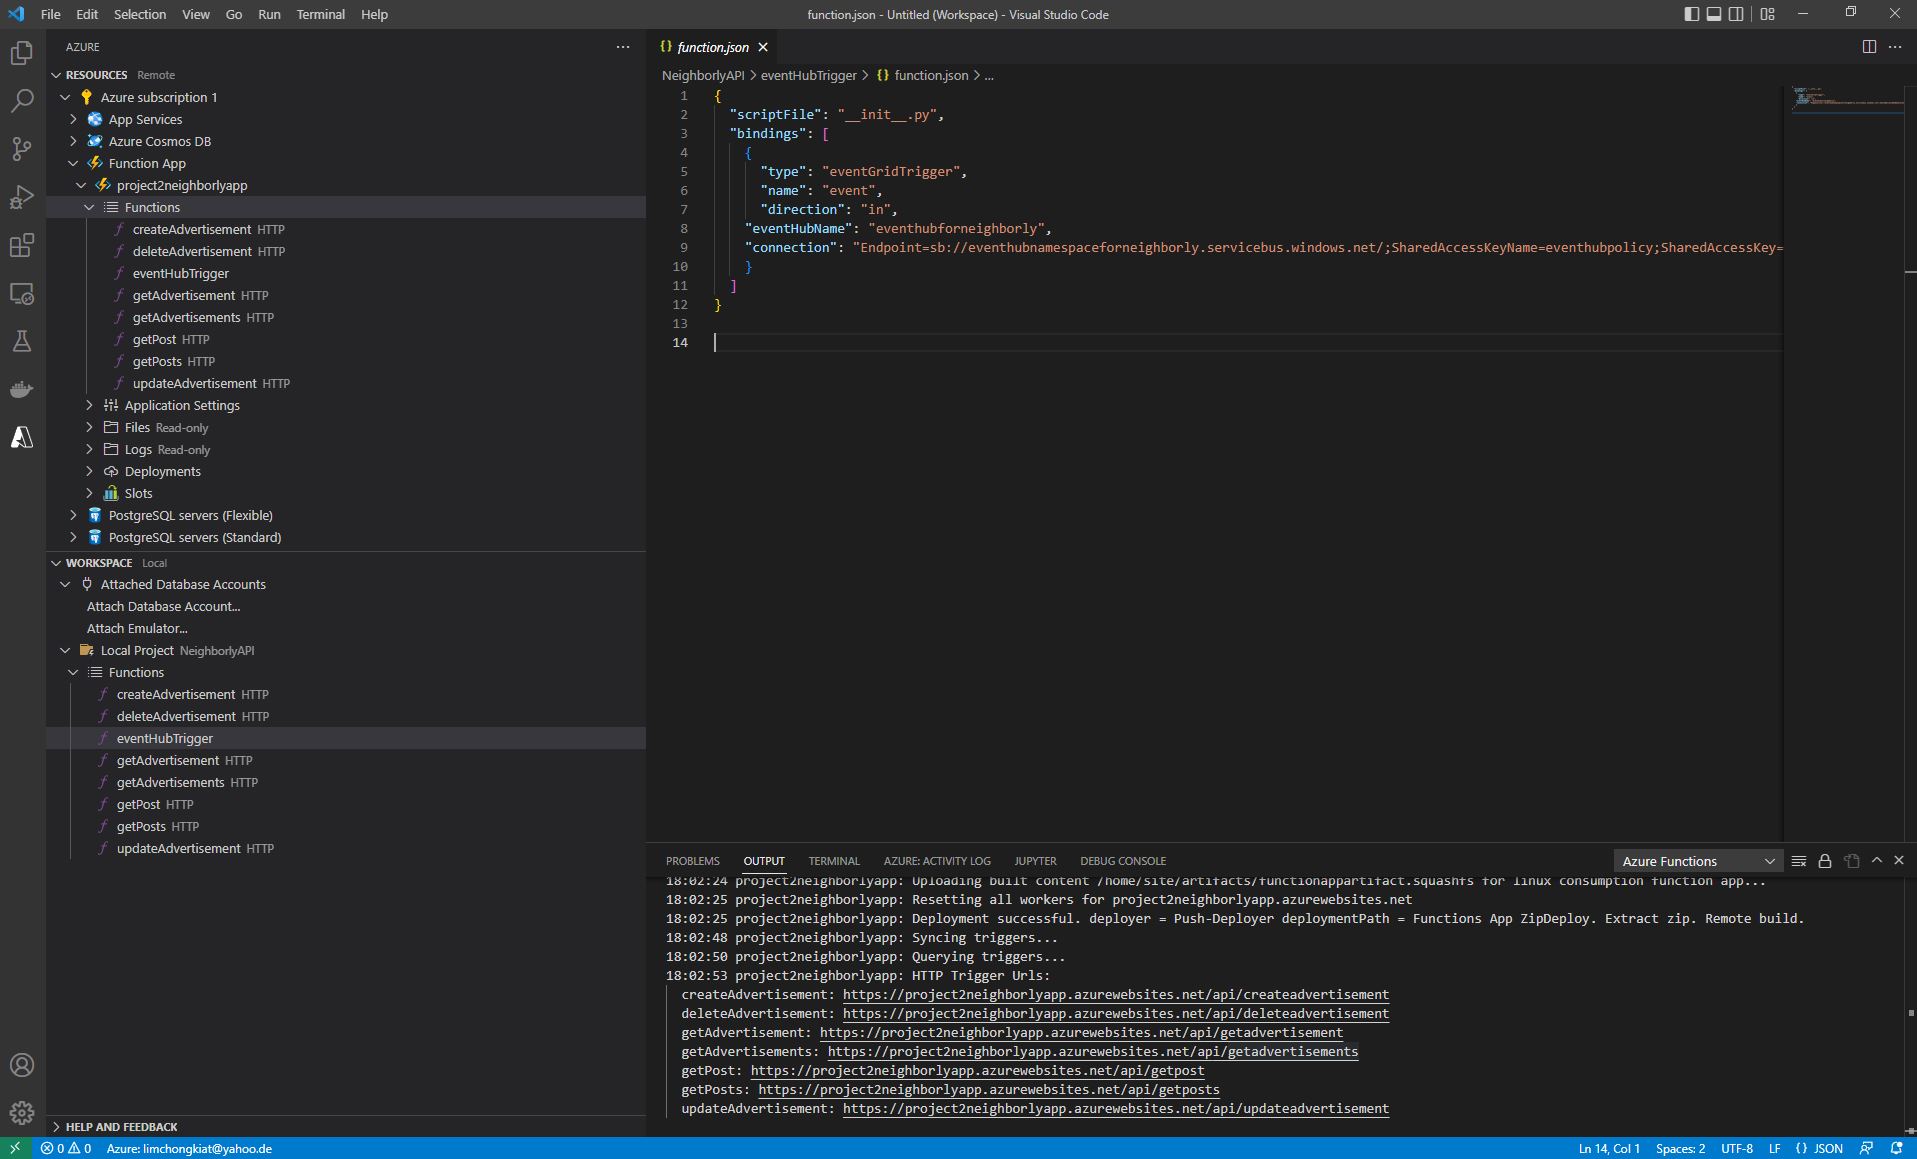 File Edit Selection View Go Run Terminal Help
function.json - Untitled (Workspace) - Visual Studio Code
AZURE
RESOURCES Remote
Azure subscription 1
App Services
Azure Cosmos DB
Function App
project2neighborlyapp
Functions
createAdvertisement HTTP
deleteAdvertisement HTTP
eventHubTrigger
getAdvertisement HTTP
getAdvertisements HTTP
getPost HTTP
getPosts HTTP
updateAdvertisement HTTP
Application Settings
Files Read-only
Logs Read-only
Deployments
Slots
PostgreSQL servers (Flexible)
PostgreSQL servers (Standard)
WORKSPACE Local
Attached Database Accounts
Attach Database Account...
Attach Emulator...
Local Project NeighborlyAPI
Functions
createAdvertisement HTTP
deleteAdvertisement HTTP
eventHubTrigger
getAdvertisement HTTP
getAdvertisements HTTP
getPost HTTP
getPosts HTTP
updateAdvertisement HTTP
HELP AND FEEDBACK
{} function.json
NeighborlyAPI > eventHubTrigger > {} function.json > ...
1 {
2 "scriptFile": "__init__.py",
3 "bindings": [
4 {
5 "type": "eventGridTrigger",
6 "name": "event",
7 "direction": "in",
8 "eventHubName": "eventhubforneighborly",
9 "connection": "Endpoint=sb://eventhubnamespaceforneighborly.servicebus.windows.net/;SharedAccessKeyName=eventhubpolicy;SharedAccessKey=
10 }
11 ]
12 }
13
14
PROBLEMS OUTPUT TERMINAL AZURE: ACTIVITY LOG JUPYTER DEBUG CONSOLE
Azure Functions
18:02:24 project2neighborlyapp: Uploading built content /home/site/artifacts/functionappartifact.squashfs for linux consumption function app...
18:02:25 project2neighborlyapp: Resetting all workers for project2neighborlyapp.azurewebsites.net
18:02:25 project2neighborlyapp: Deployment successful. deployer = Push-Deployer deploymentPath = Functions App ZipDeploy. Extract zip. Remote build.
18:02:48 project2neighborlyapp: Syncing triggers...
18:02:50 project2neighborlyapp: Querying triggers...
18:02:53 project2neighborlyapp: HTTP Trigger Urls:
createAdvertisement: https://project2neighborlyapp.azurewebsites.net/api/createadvertisement
deleteAdvertisement: https://project2neighborlyapp.azurewebsites.net/api/deleteadvertisement
getAdvertisement: https://project2neighborlyapp.azurewebsites.net/api/getadvertisement
getAdvertisements: https://project2neighborlyapp.azurewebsites.net/api/getadvertisements
getPost: https://project2neighborlyapp.azurewebsites.net/api/getpost
getPosts: https://project2neighborlyapp.azurewebsites.net/api/getposts
updateAdvertisement: https://project2neighborlyapp.azurewebsites.net/api/updateadvertisement
0 0 Azure: limchongkiat@yahoo.de
Ln 14, Col 1 Spaces: 2 UTF-8 LF {} JSON